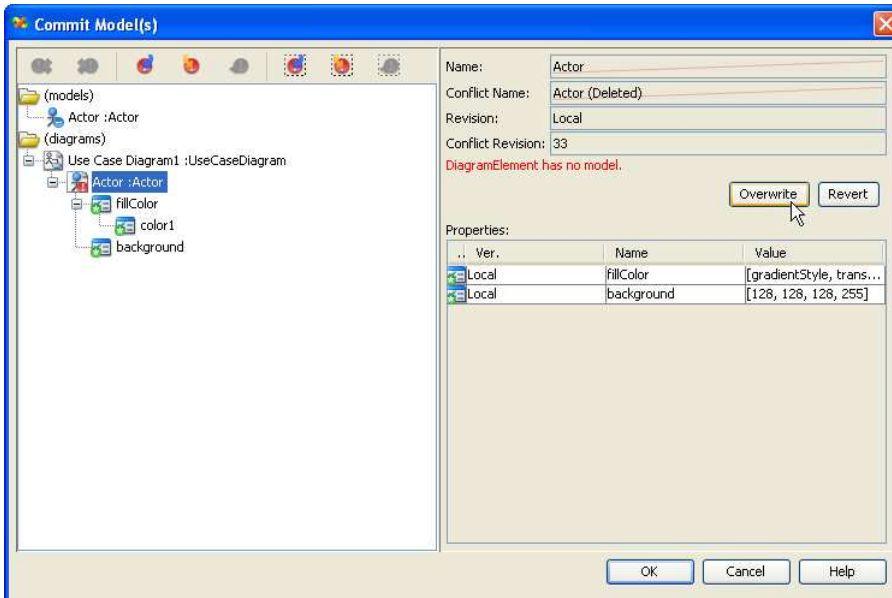 Commit Model(s)
(models)
Actor :Actor
(diagrams)
Use Case Diagram1 :UseCaseDiagram
Actor :Actor
fillColor
color1
background
Name: Actor
Conflict Name: Actor (Deleted)
Revision: Local
Conflict Revision: 33
DiagramElement has no model.
Overwrite Revert
Properties:
.. Ver. Name Value
Local fillColor [gradientStyle, trans...
Local background [128, 128, 128, 255]
OK Cancel Help